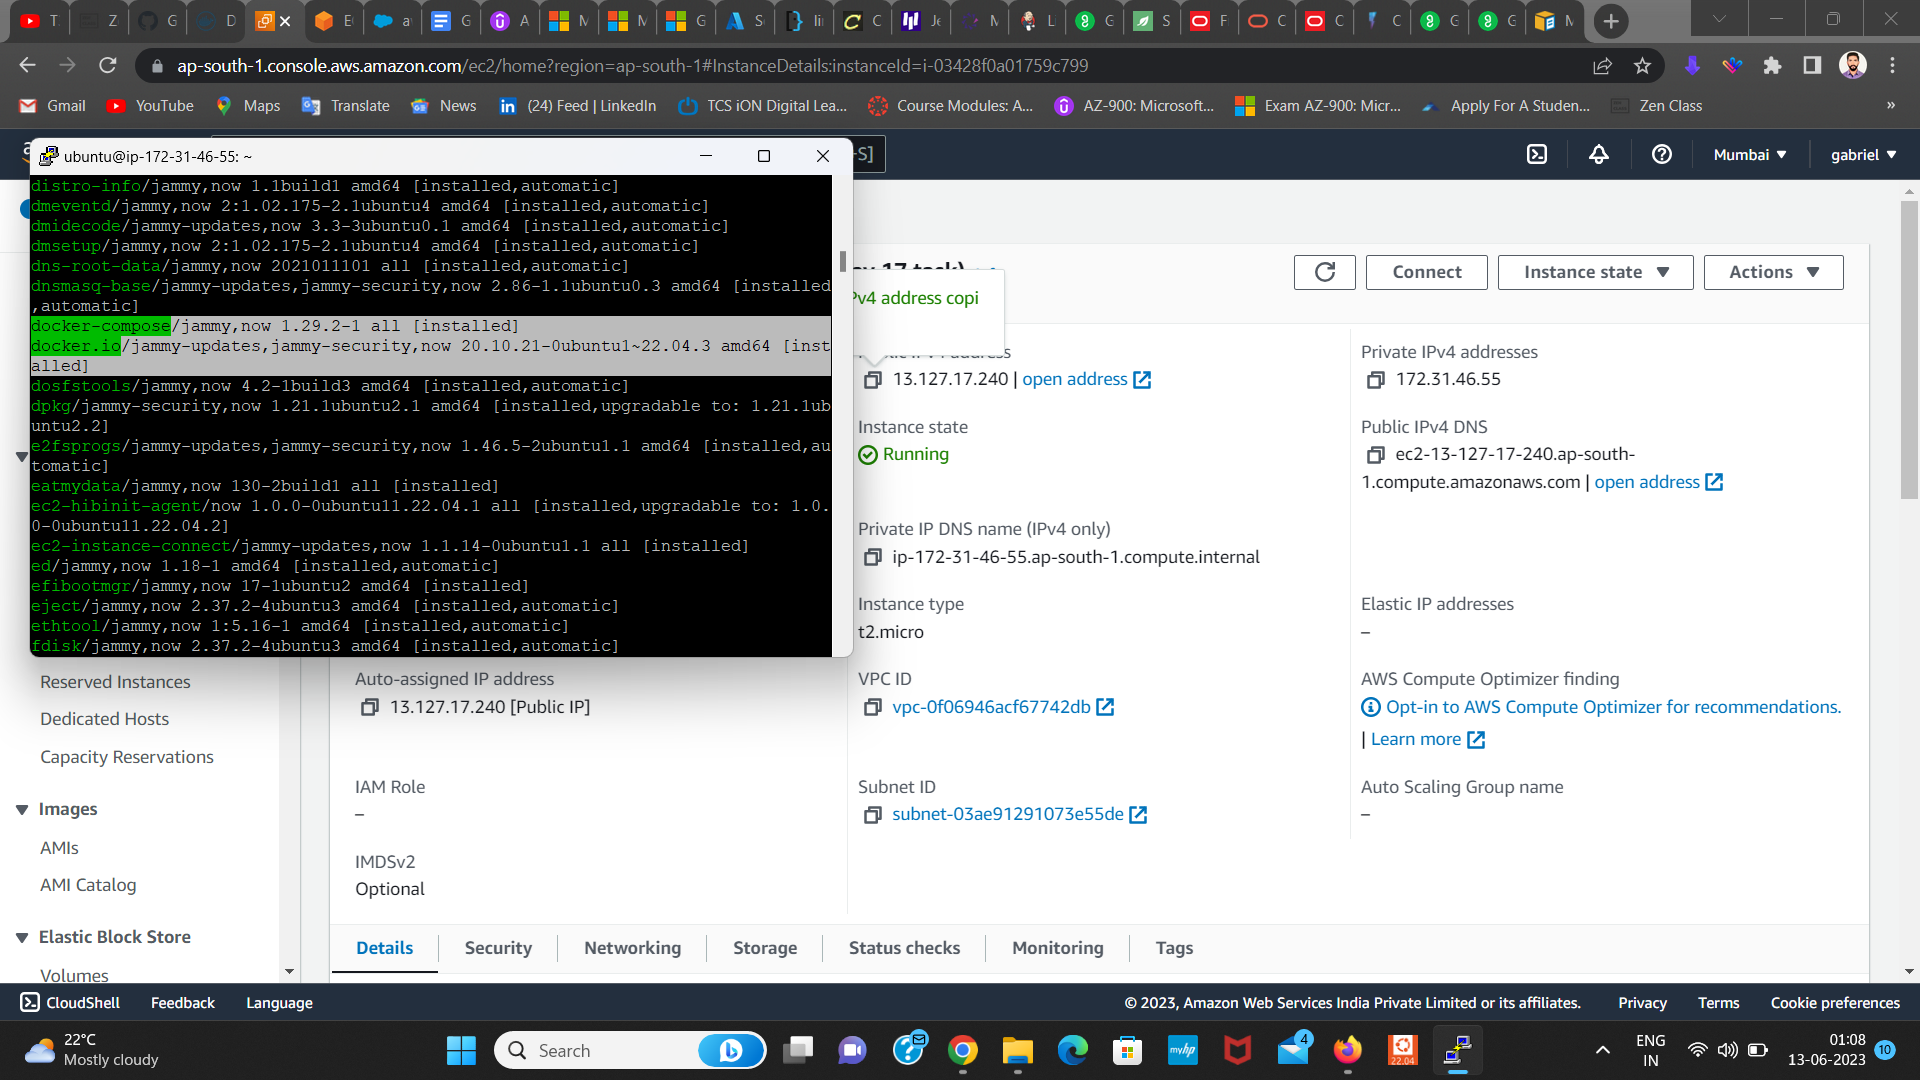 ap-south-1.console.aws.amazon.com/ec2/home?region=ap-south-1#InstanceDetails:instanceId=i-03428f0a01759c799
Gmail YouTube Maps Translate News (24) Feed | LinkedIn TCS iON Digital Lea... Course Modules: A... AZ-900: Microsoft... Exam AZ-900: Micr... Apply For A Studen... Zen Class »
-S] Mumbai gabriel
ubuntu@ip-172-31-46-55: ~
distro-info/jammy,now 1.1build1 amd64 [installed,automatic]
dmeventd/jammy,now 2:1.02.175-2.1ubuntu4 amd64 [installed,automatic]
dmidecode/jammy-updates,now 3.3-3ubuntu0.1 amd64 [installed,automatic]
dmsetup/jammy,now 2:1.02.175-2.1ubuntu4 amd64 [installed,automatic]
dns-root-data/jammy,now 2021011101 all [installed,automatic]
dnsmasq-base/jammy-updates,jammy-security,now 2.86-1.1ubuntu0.3 amd64 [installed
,automatic]
docker-compose/jammy,now 1.29.2-1 all [installed]
docker.io/jammy-updates,jammy-security,now 20.10.21-0ubuntu1~22.04.3 amd64 [inst
alled]
dosfstools/jammy,now 4.2-1build3 amd64 [installed,automatic]
dpkg/jammy-security,now 1.21.1ubuntu2.1 amd64 [installed,upgradable to: 1.21.1ub
untu2.2]
e2fsprogs/jammy-updates,jammy-security,now 1.46.5-2ubuntu1.1 amd64 [installed,au
tomatic]
eatmydata/jammy,now 130-2build1 all [installed]
ec2-hibinit-agent/now 1.0.0-0ubuntu11.22.04.1 all [installed,upgradable to: 1.0.
0-0ubuntu11.22.04.2]
ec2-instance-connect/jammy-updates,now 1.1.14-0ubuntu1.1 all [installed]
ed/jammy,now 1.18-1 amd64 [installed,automatic]
efibootmgr/jammy,now 17-1ubuntu2 amd64 [installed]
eject/jammy,now 2.37.2-4ubuntu3 amd64 [installed,automatic]
ethtool/jammy,now 1:5.16-1 amd64 [installed,automatic]
fdisk/jammy,now 2.37.2-4ubuntu3 amd64 [installed,automatic]
Connect Instance state Actions
Pv4 address copi
Private IPv4 addresses
13.127.17.240 | open address
172.31.46.55
Instance state
Running
Public IPv4 DNS
ec2-13-127-17-240.ap-south-
1.compute.amazonaws.com | open address
Private IP DNS name (IPv4 only)
ip-172-31-46-55.ap-south-1.compute.internal
Instance type
t2.micro
Elastic IP addresses
–
Auto-assigned IP address
13.127.17.240 [Public IP]
VPC ID
vpc-0f06946acf67742db
AWS Compute Optimizer finding
Opt-in to AWS Compute Optimizer for recommendations.
| Learn more
IAM Role
–
Subnet ID
subnet-03ae91291073e55de
Auto Scaling Group name
–
IMDSv2
Optional
Reserved Instances
Dedicated Hosts
Capacity Reservations
Images
AMIs
AMI Catalog
Elastic Block Store
Volumes
Details Security Networking Storage Status checks Monitoring Tags
CloudShell Feedback Language © 2023, Amazon Web Services India Private Limited or its affiliates. Privacy Terms Cookie preferences
22°C
Mostly cloudy
Search
myhp
4
22.04
ENG
IN
01:08
13-06-2023
10